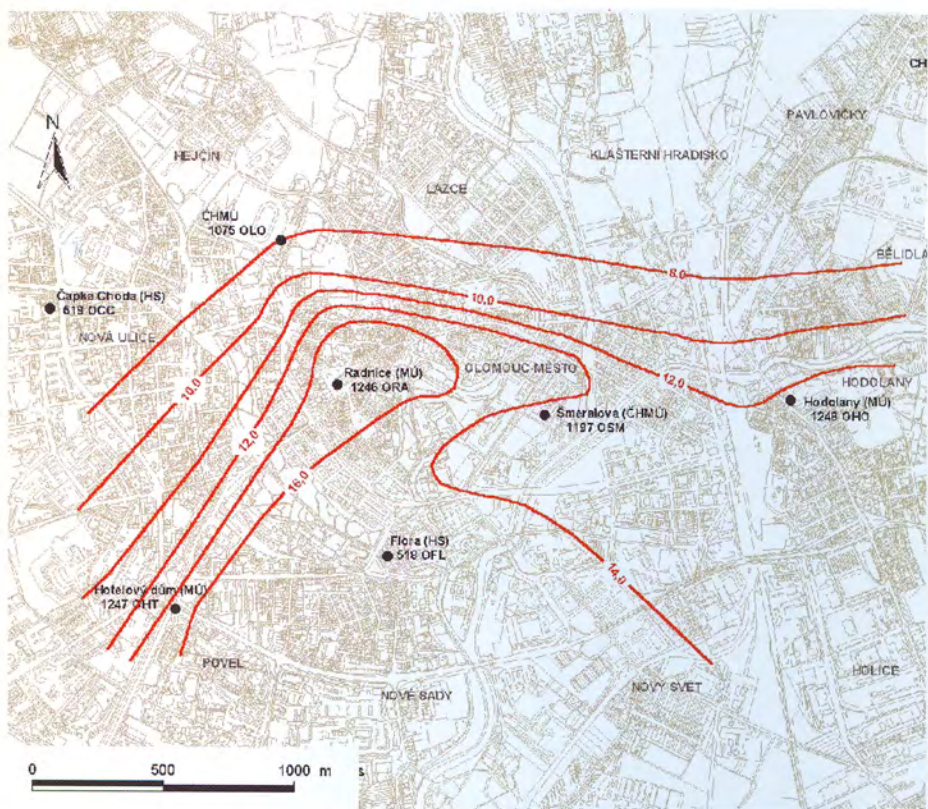 CH
PAVLOVIČKY
N
HEJČÍN
KLÁŠTERNÍ HRADISKO
LAZCE
ČHMÚ
1075 OLO
BĚLIDLA
8,0
Čapka Choda (HS)
619 OCC
10,0
NOVÁ ULICE
Radnice (MÚ)
1246 ORA
OLOMOUC-MĚSTO
12,0
HODOLANY
10,0
Hodolany (MÚ)
1248 OHO
Šmeralova (ČHMÚ)
1197 OSM
12,0
16,0
Flora (HS)
518 OFL
14,0
Hotelový dům (MÚ)
1247 OHT
POVEL
HOLICE
NOVÉ SADY
NOVÝ SVĚT
0 500 1000 m s